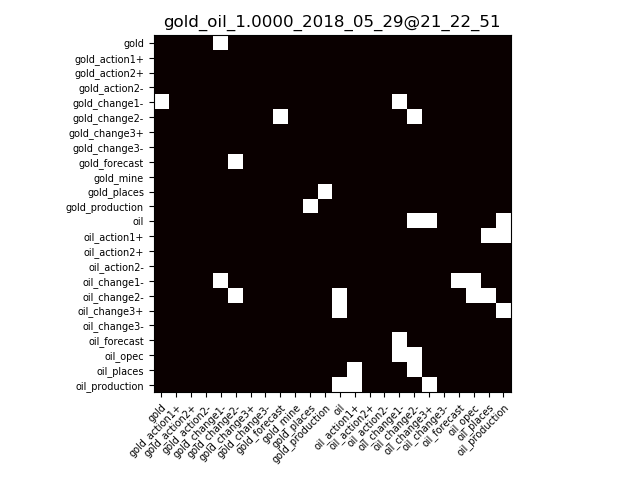 gold_oil_1.0000_2018_05_29@21_22_51
gold
gold_action1+
gold_action2+
gold_action2-
gold_change1-
gold_change2-
gold_change3+
gold_change3-
gold_forecast
gold_mine
gold_places
gold_production
oil
oil_action1+
oil_action2+
oil_action2-
oil_change1-
oil_change2-
oil_change3+
oil_change3-
oil_forecast
oil_opec
oil_places
oil_production
gold
gold_action1+
gold_action2+
gold_action2-
gold_change1-
gold_change2-
gold_change3+
gold_change3-
gold_forecast
gold_mine
gold_places
gold_production
oil
oil_action1+
oil_action2+
oil_action2-
oil_change1-
oil_change2-
oil_change3+
oil_change3-
oil_forecast
oil_opec
oil_places
oil_production